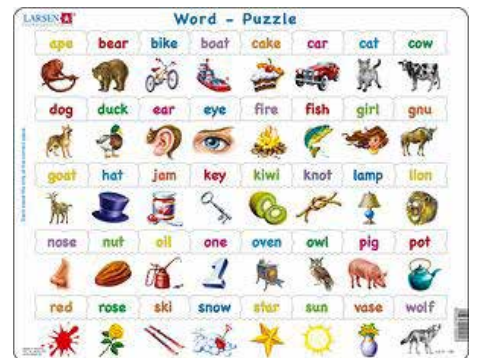 LARSEN A
Word - Puzzle
ape bear bike boat cake car cat cow
dog duck ear eye fire fish girl gnu
goat hat jam key kiwi knot lamp lion
nose nut oil one oven owl pig pot
red rose ski snow star sun vase wolf